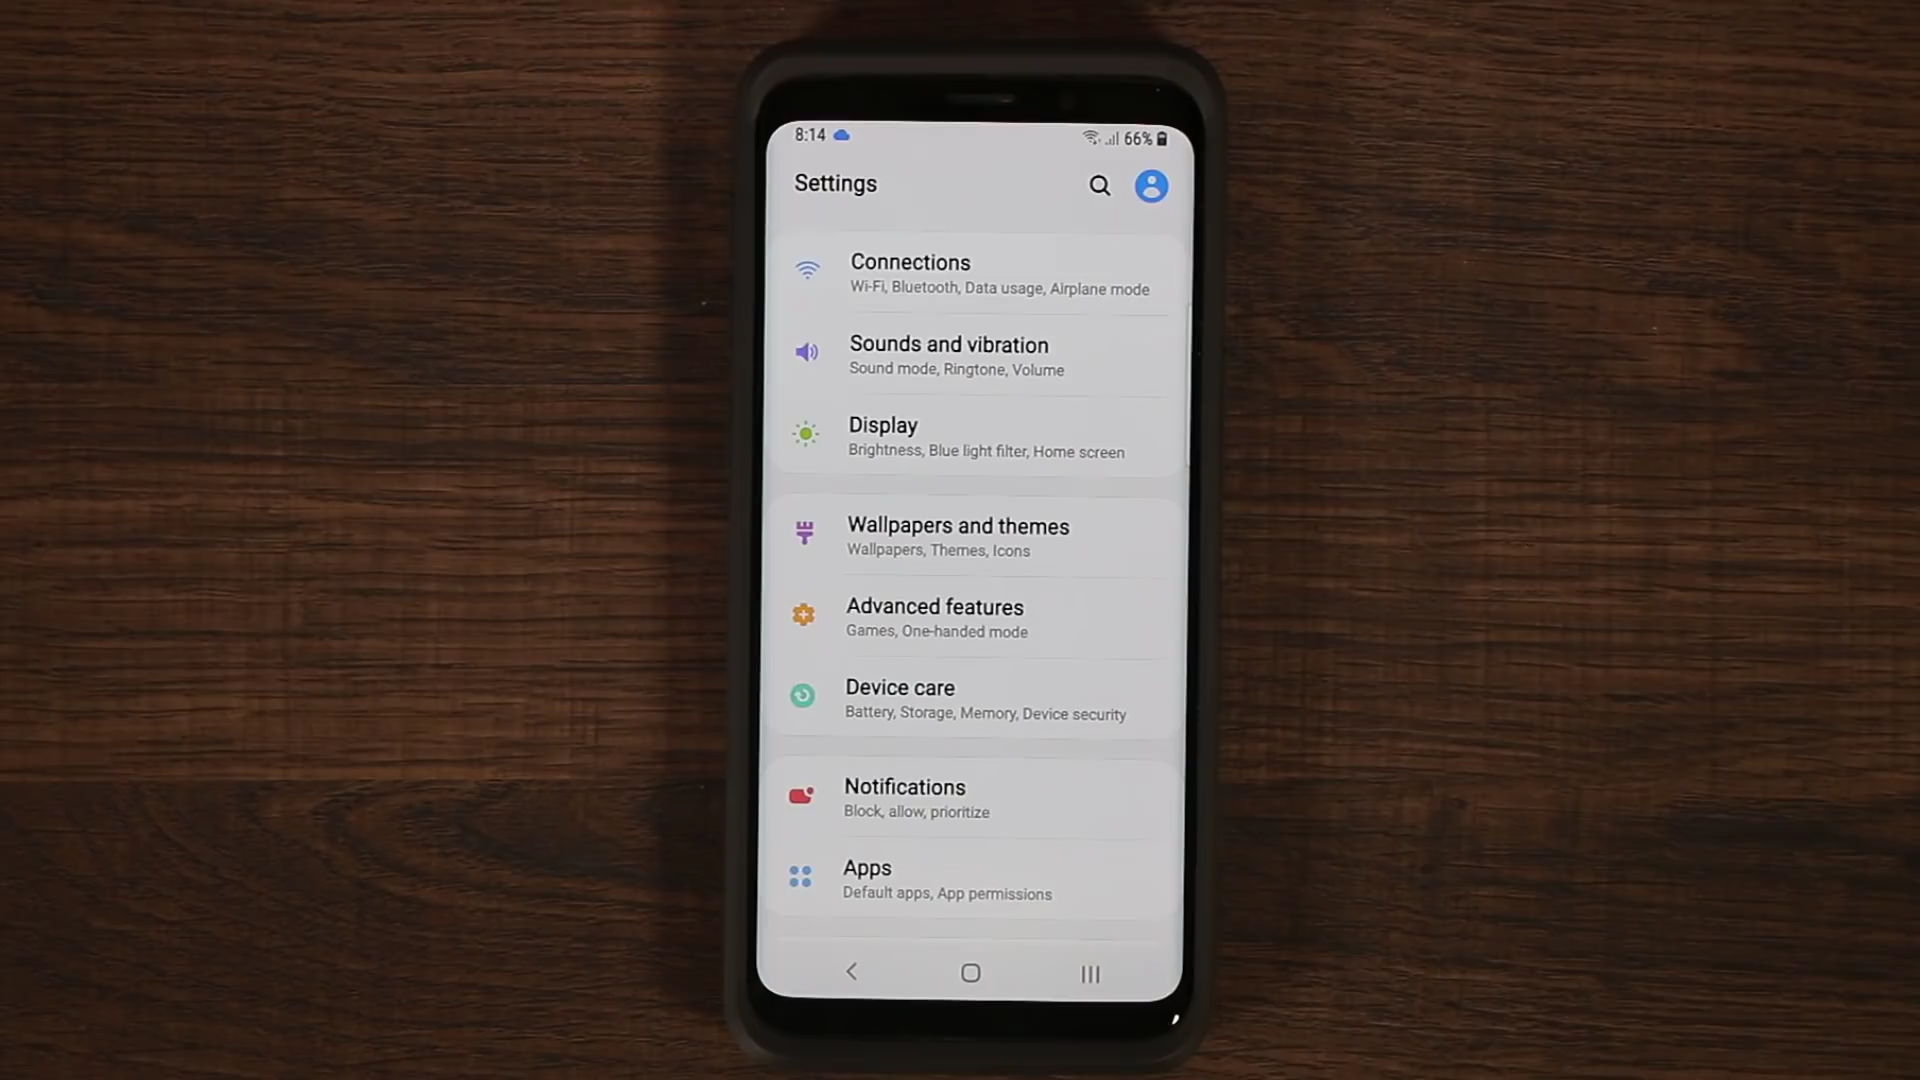 8:14 66%
Settings
Connections
Wi-Fi, Bluetooth, Data usage, Airplane mode
Sounds and vibration
Sound mode, Ringtone, Volume
Display
Brightness, Blue light filter, Home screen
Wallpapers and themes
Wallpapers, Themes, Icons
Advanced features
Games, One-handed mode
Device care
Battery, Storage, Memory, Device security
Notifications
Block, allow, prioritize
Apps
Default apps, App permissions